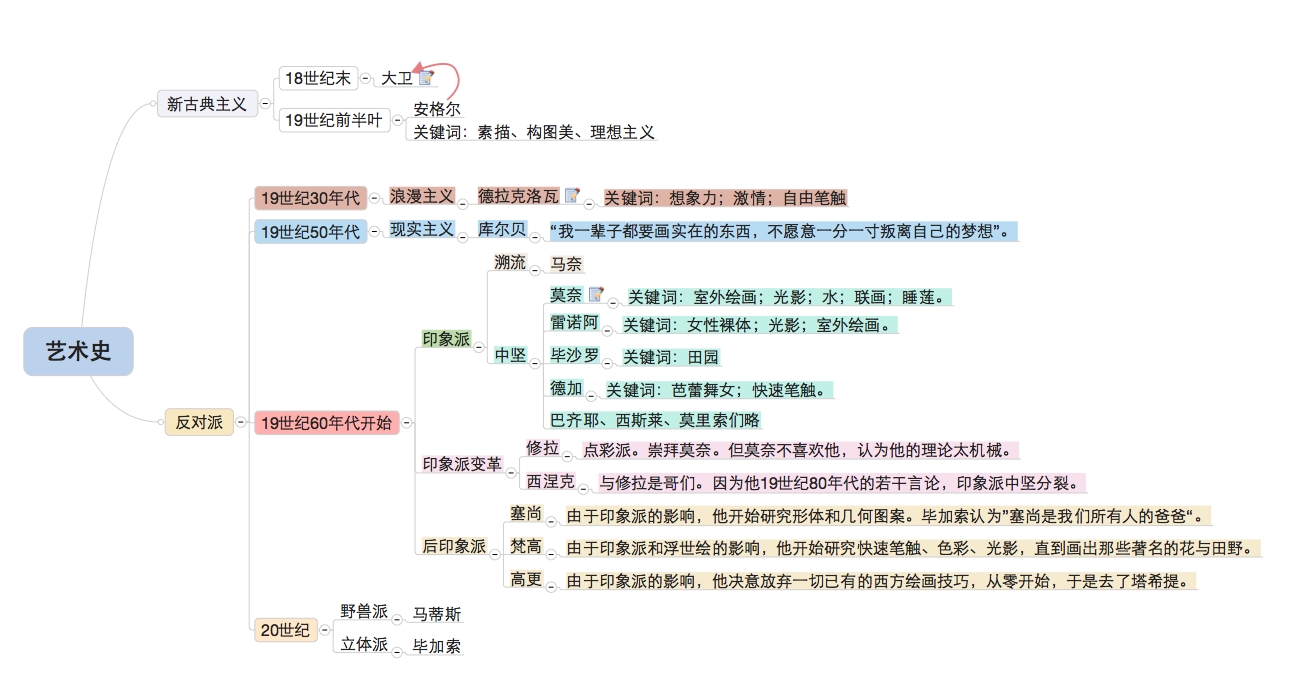 艺术史
新古典主义
18世纪末
大卫
19世纪前半叶
安格尔
关键词：素描、构图美、理想主义
反对派
19世纪30年代
浪漫主义
德拉克洛瓦
关键词：想象力；激情；自由笔触
19世纪50年代
现实主义
库尔贝
“我一辈子都要画实在的东西，不愿意一分一寸叛离自己的梦想”。
19世纪60年代开始
印象派
溯流
马奈
中坚
莫奈
关键词：室外绘画；光影；水；联画；睡莲。
雷诺阿
关键词：女性裸体；光影；室外绘画。
毕沙罗
关键词：田园
德加
关键词：芭蕾舞女；快速笔触。
巴齐耶、西斯莱、莫里索们略
印象派变革
修拉
点彩派。崇拜莫奈。但莫奈不喜欢他，认为他的理论太机械。
西涅克
与修拉是哥们。因为他19世纪80年代的若干言论，印象派中坚分裂。
后印象派
塞尚
由于印象派的影响，他开始研究形体和几何图案。毕加索认为”塞尚是我们所有人的爸爸“。
梵高
由于印象派和浮世绘的影响，他开始研究快速笔触、色彩、光影，直到画出那些著名的花与田野。
高更
由于印象派的影响，他决意放弃一切已有的西方绘画技巧，从零开始，于是去了塔希提。
20世纪
野兽派
马蒂斯
立体派
毕加索